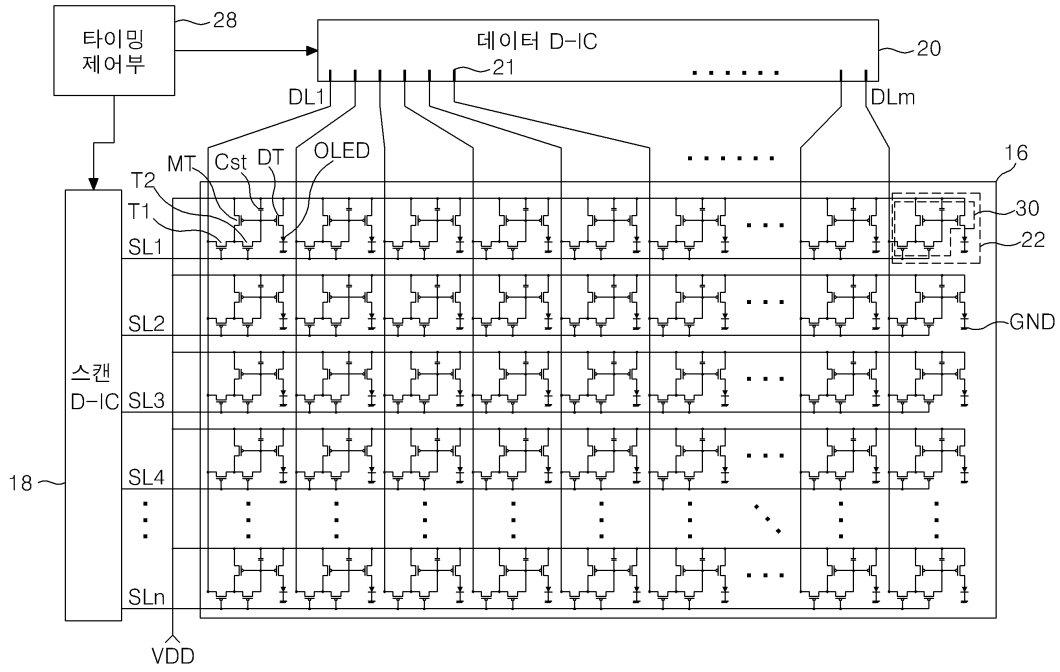 타이밍
제어부
28
데이터 D-IC
20
21
DL1
DLm
16
MT
Cst
DT
OLED
T2
T1
30
22
SL1
SL2
GND
스캔
D-IC
SL3
18
SL4
SLn
VDD